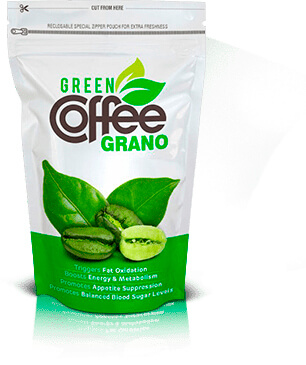 CUT FROM HERE
RECLOSABLE SPECIAL ZIPPER POUCH FOR EXTRA FRESHNESS
GREEN
Coffee
GRANO
Triggers Fat Oxidation
Boosts Energy & Metabolism
Promotes Appetite Suppression
Promotes Balanced Blood Sugar Levels